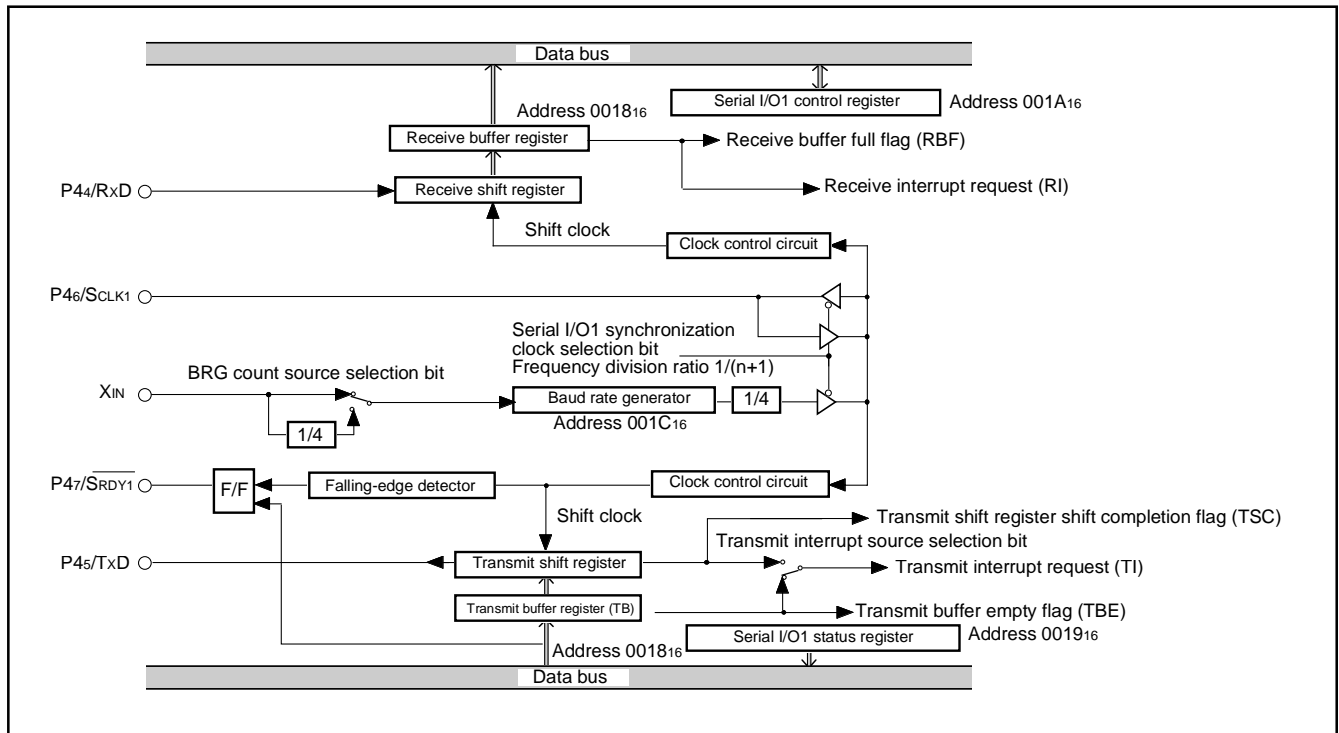 Data bus
Address 0018₁₆
Serial I/O1 control register
Address 001A₁₆
Receive buffer register
Receive buffer full flag (RBF)
P4₄/RxD
Receive shift register
Receive interrupt request (RI)
Shift clock
Clock control circuit
P4₆/SCLK1
Serial I/O1 synchronization
clock selection bit
Frequency division ratio 1/(n+1)
BRG count source selection bit
XIN
Baud rate generator
1/4
Address 001C₁₆
1/4
P4₇/S̅R̅D̅Y̅1̅
F/F
Falling-edge detector
Clock control circuit
Shift clock
Transmit shift register shift completion flag (TSC)
Transmit interrupt source selection bit
P4₅/TxD
Transmit shift register
Transmit interrupt request (TI)
Transmit buffer register (TB)
Transmit buffer empty flag (TBE)
Address 0018₁₆
Serial I/O1 status register
Address 0019₁₆
Data bus